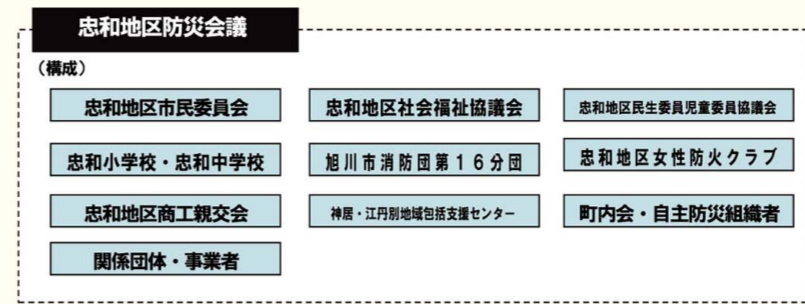 忠和地区防災会議
（構成）
忠和地区市民委員会
忠和地区社会福祉協議会
忠和地区民生委員児童委員協議会
忠和小学校・忠和中学校
旭川市消防団第１６分団
忠和地区女性防火クラブ
忠和地区商工親交会
神居・江丹別地域包括支援センター
町内会・自主防災組織者
関係団体・事業者